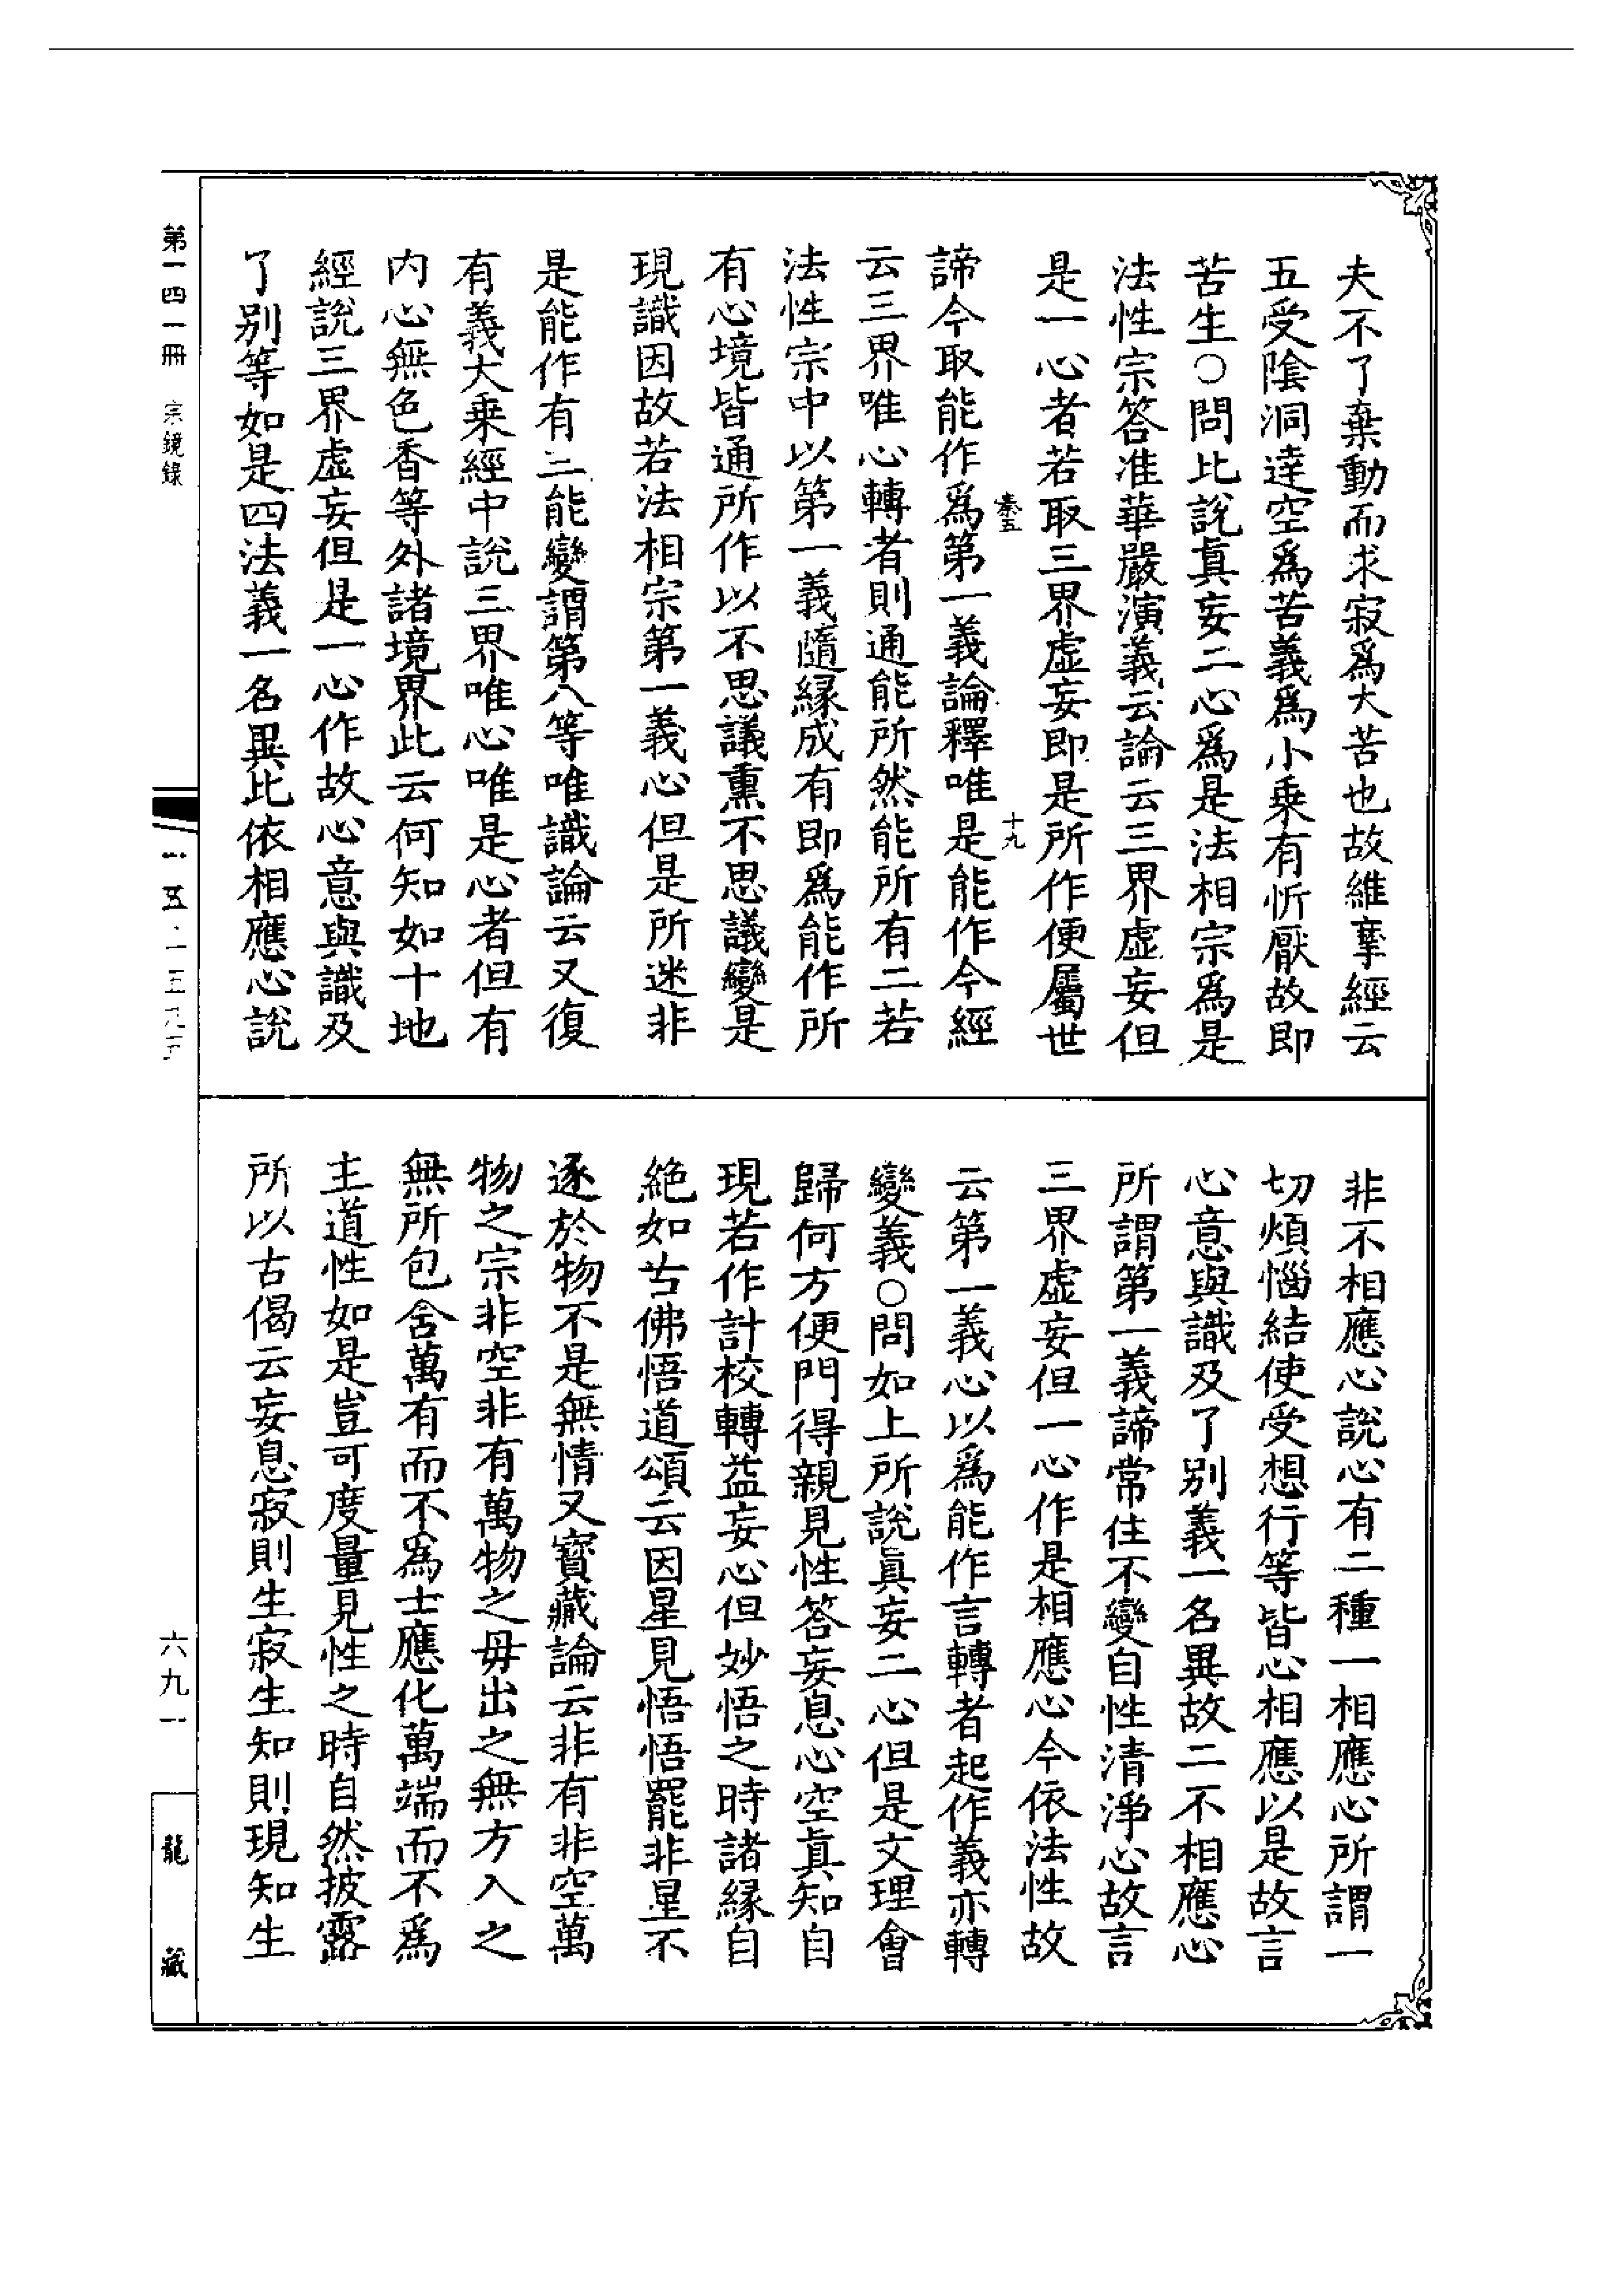 夫不了棄動而求寂爲大苦也故維摩經云
五受陰洞達空爲苦義爲小乘有忻厭故即
苦生○問此說眞妄二心爲是法相宗爲是
法性宗答准華嚴演義云論云三界虛妄但
是一心者若取三界虛妄即是所作便屬世
秦五
十九
諦今取能作爲第一義論釋唯是能作今經
云三界唯心轉者則通能所然能所有二若
法性宗中以第一義隨緣成有即爲能作所
有心境皆通所作以不思議熏不思議變是
現識因故若法相宗第一義心但是所迷非
是能作有三能變謂第八等唯識論云又復
有義大乘經中說三界唯心唯是心者但有
内心無色香等外諸境界此云何知如十地
經說三界虛妄但是一心作故心意與識及
了别等如是四法義一名異此依相應心說
非不相應心說心有二種一相應心所謂一
切煩惱結使受想行等皆心相應以是故言
心意與識及了别義一名異故二不相應心
所謂第一義諦常住不變自性清淨心故言
三界虛妄但一心作是相應心今依法性故
云第一義心以爲能作言轉者起作義亦轉
變義○問如上所說眞妄二心但是文理會
歸何方便門得親見性答妄息心空眞知自
現若作計校轉益妄心但妙悟之時諸緣自
絶如古佛悟道頌云因星見悟悟罷非星不
逐於物不是無情又寶藏論云非有非空萬
物之宗非空非有萬物之母出之無方入之
無所包含萬有而不爲士應化萬端而不爲
主道性如是豈可度量見性之時自然披露
所以古偈云妄息寂則生寂生知則現知生
第一四一冊 宗鏡錄
六九一
龍藏